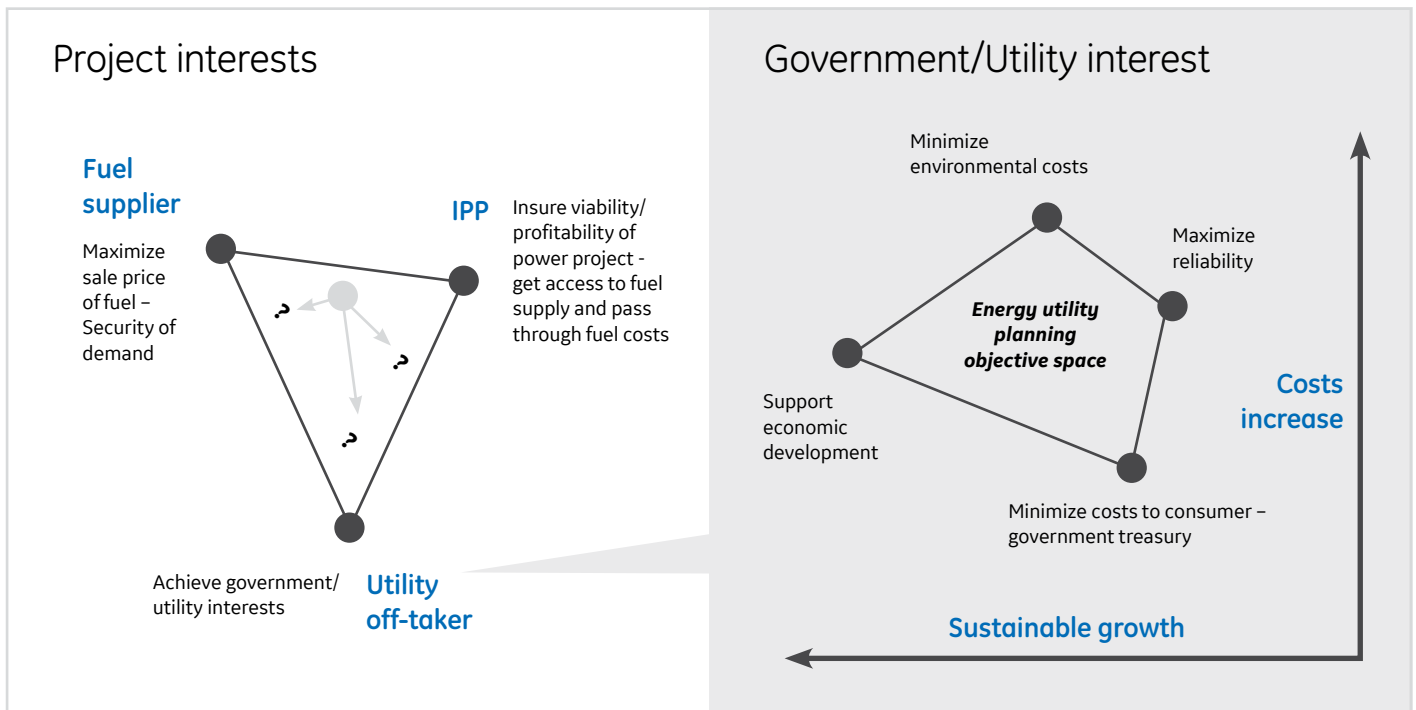 Project interests
Fuel
supplier
Maximize
sale price
of fuel –
Security of
demand
IPP
Insure viability/
profitability of
power project -
get access to fuel
supply and pass
through fuel costs
?
?
?
Achieve government/
utility interests
Utility
off-taker
Government/Utility interest
Minimize
environmental costs
Maximize
reliability
Energy utility
planning
objective space
Support
economic
development
Costs
increase
Minimize costs to consumer –
government treasury
Sustainable growth